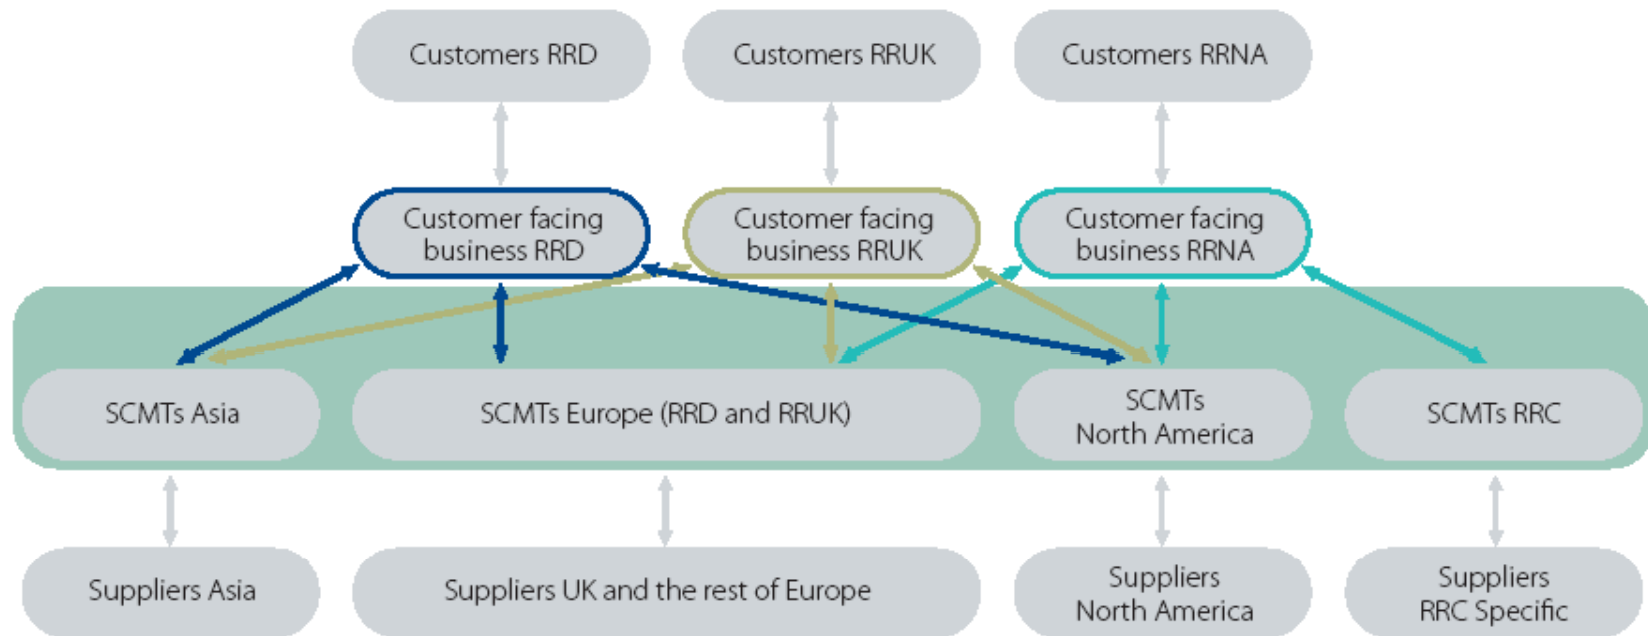 Customers RRD
Customers RRUK
Customers RRNA
Customer facing
business RRD
Customer facing
business RRUK
Customer facing
business RRNA
SCMTs Asia
SCMTs Europe (RRD and RRUK)
SCMTs
North America
SCMTs RRC
Suppliers Asia
Suppliers UK and the rest of Europe
Suppliers
North America
Suppliers
RRC Specific